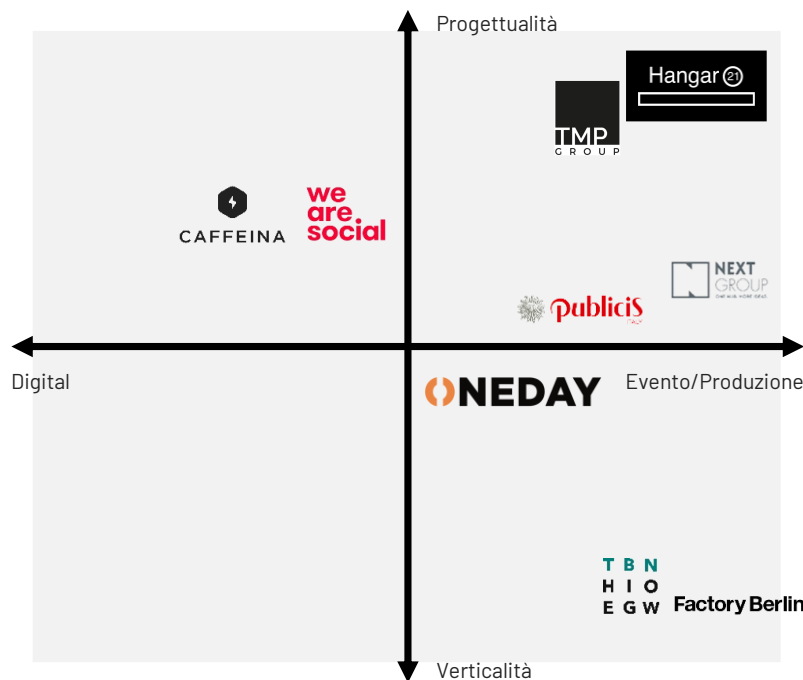 Progettualità
Hangar 21
TMP
GROUP
CAFFEINA
we
are
social
NEXT
GROUP
publicis
ITALY
Digital
Evento/Produzione
ONEDAY
T B N
H I O
E G W
Factory Berlin
Verticalità